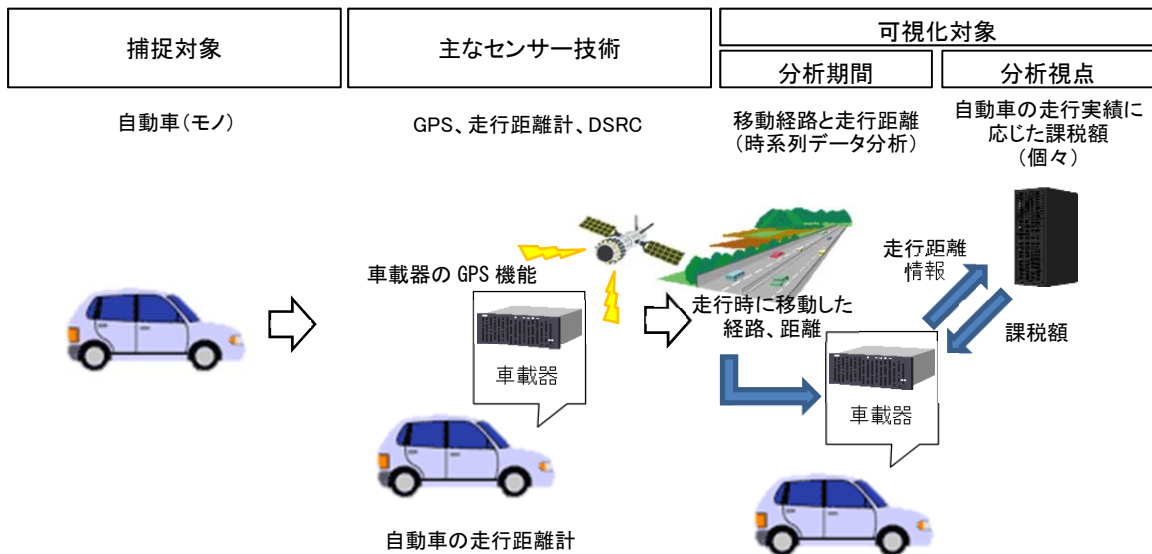 捕捉対象
主なセンサー技術
可視化対象
分析期間
分析視点
自動車（モノ）
GPS、走行距離計、DSRC
移動経路と走行距離
（時系列データ分析）
自動車の走行実績に
応じた課税額
（個々）
車載器の GPS 機能
車載器
自動車の走行距離計
走行時に移動した
経路、距離
走行距離
情報
課税額
車載器